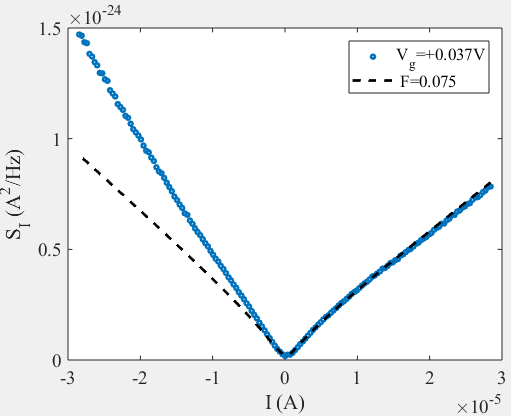 ×10^-24
1.5
1
0.5
0
S_I (A^2/Hz)
V_g=+0.037V
F=0.075
-3 -2 -1 0 1 2 3
I (A)
×10^-5